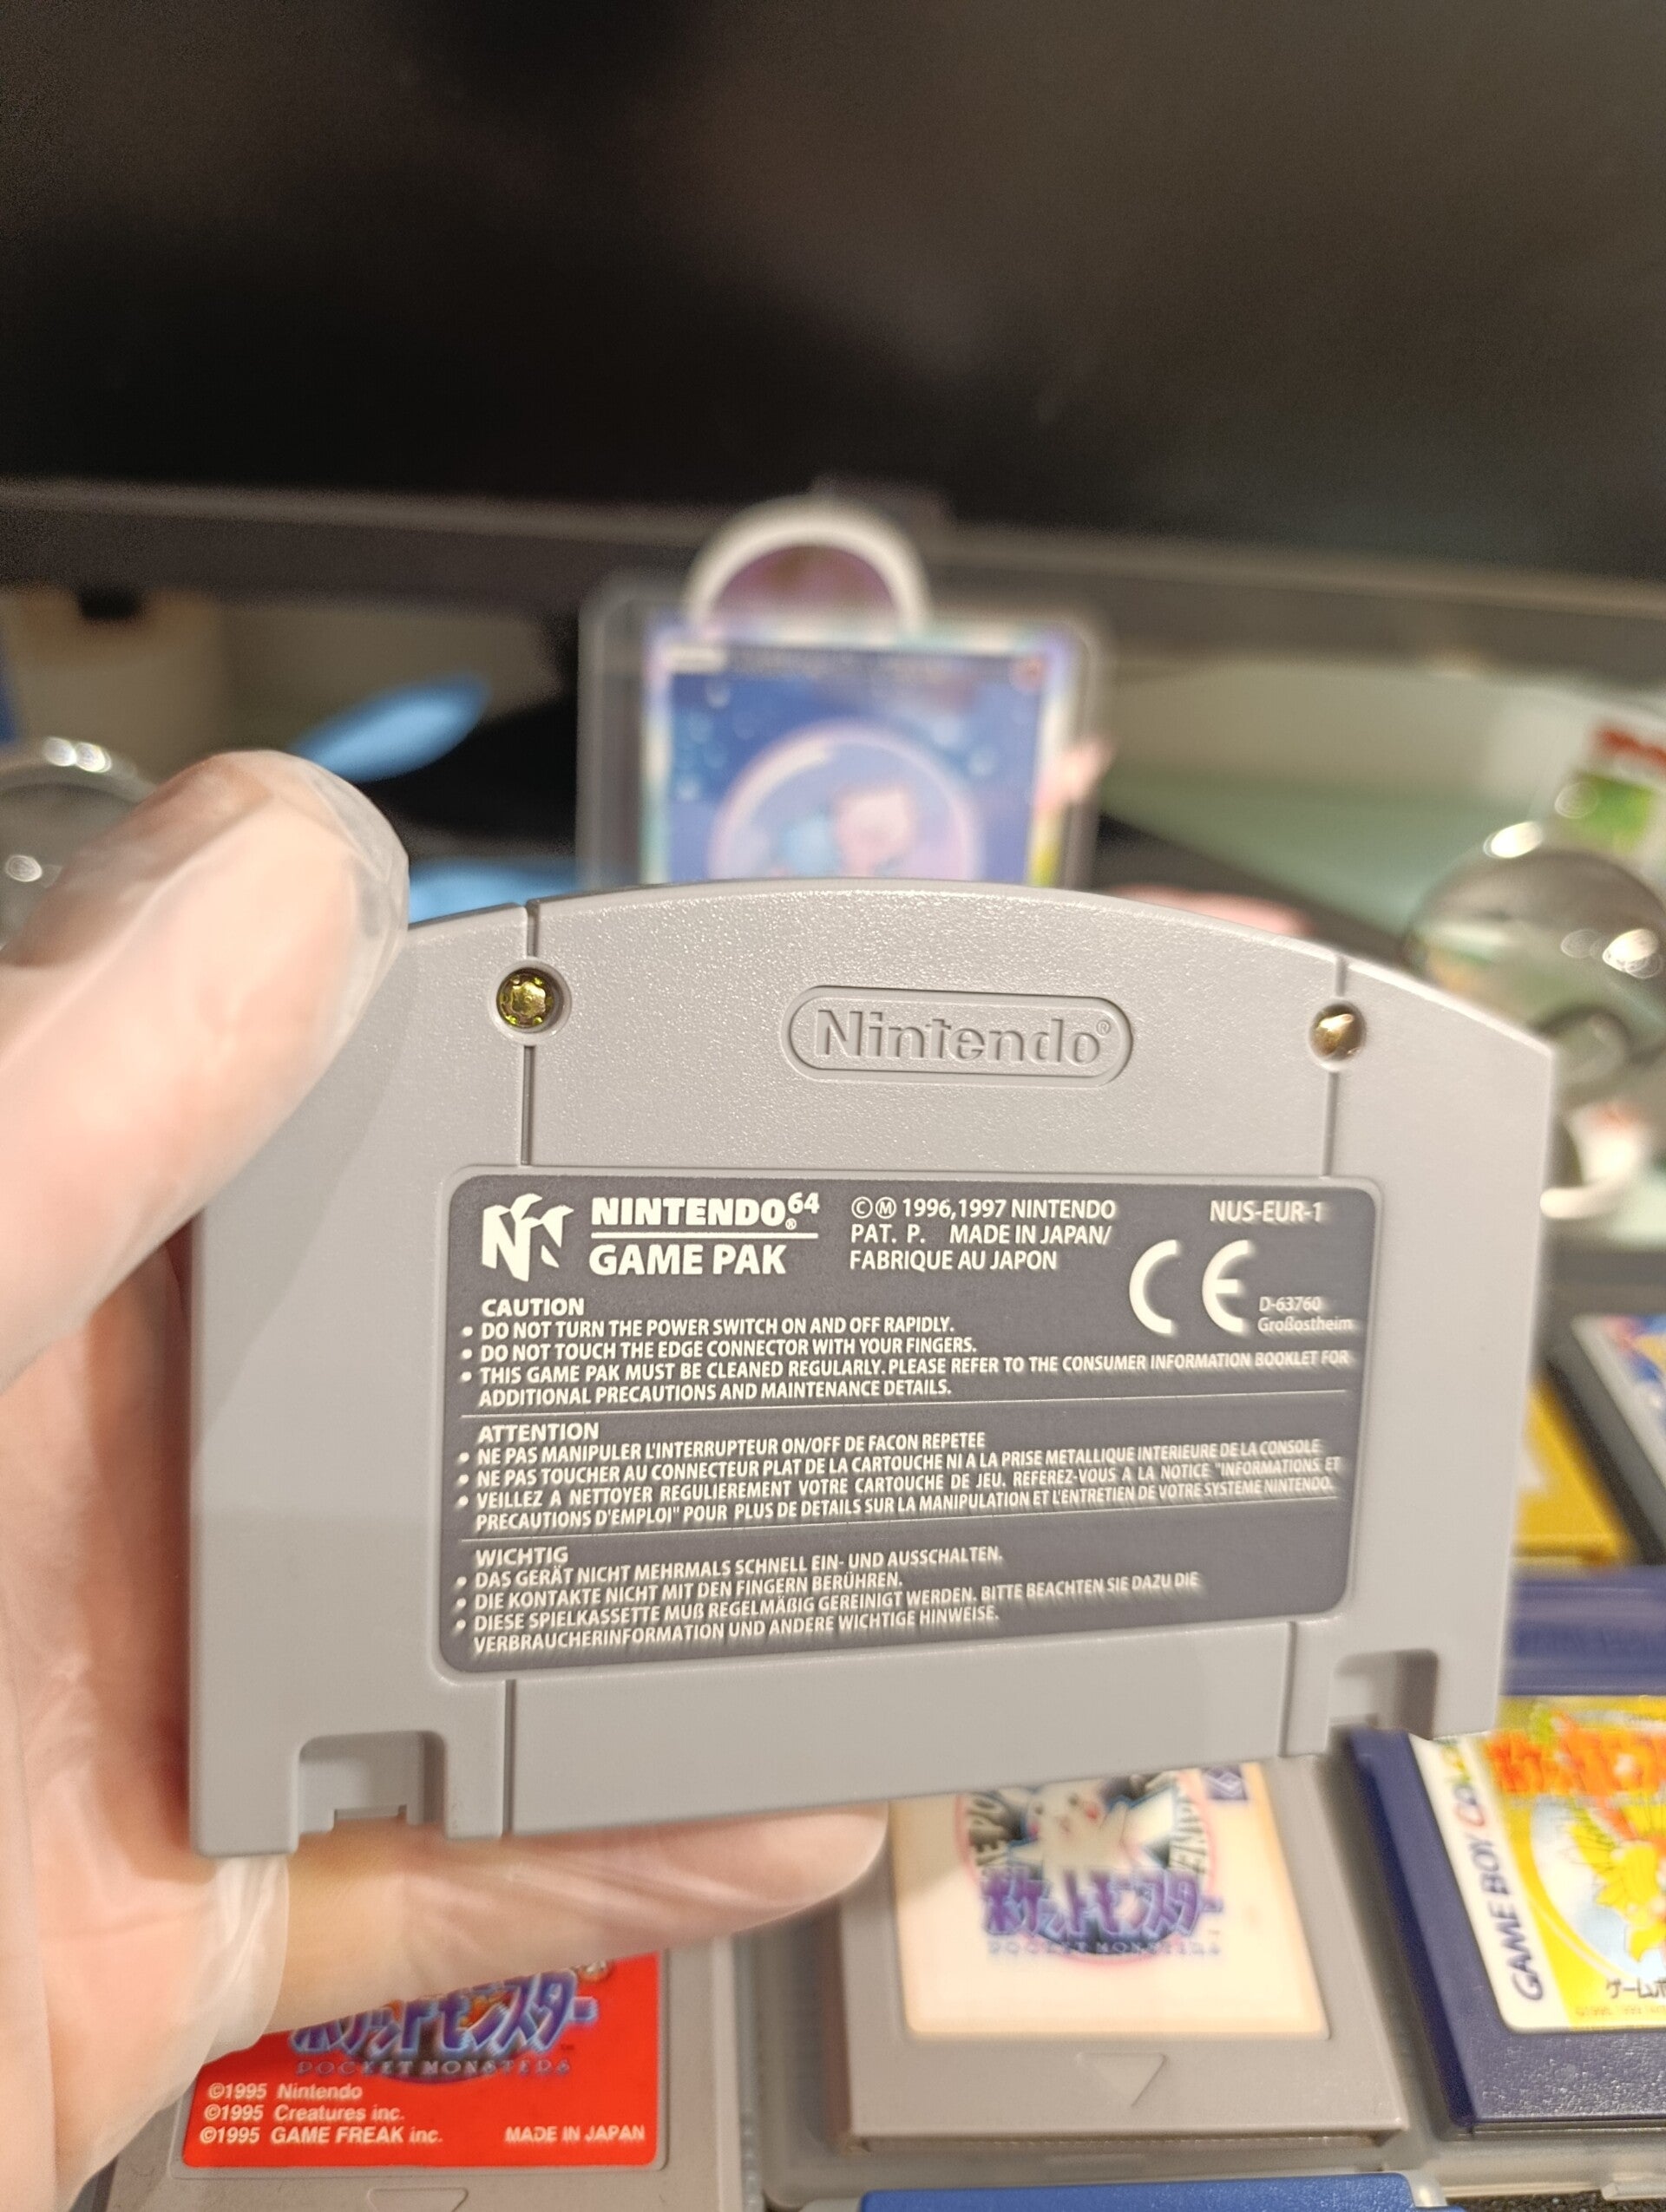 Nintendo®
NINTENDO64®
GAME PAK
©Ⓜ 1996,1997 NINTENDO
PAT. P. MADE IN JAPAN/
FABRIQUE AU JAPON
NUS-EUR-1
CE
D-63760
Großostheim
CAUTION
• DO NOT TURN THE POWER SWITCH ON AND OFF RAPIDLY.
• DO NOT TOUCH THE EDGE CONNECTOR WITH YOUR FINGERS.
• THIS GAME PAK MUST BE CLEANED REGULARLY. PLEASE REFER TO THE CONSUMER INFORMATION BOOKLET FOR
ADDITIONAL PRECAUTIONS AND MAINTENANCE DETAILS.
ATTENTION
• NE PAS MANIPULER L'INTERRUPTEUR ON/OFF DE FACON REPETEE
• NE PAS TOUCHER AU CONNECTEUR PLAT DE LA CARTOUCHE NI A LA PRISE METALLIQUE INTERIEURE DE LA CONSOLE
• VEILLEZ A NETTOYER REGULIEREMENT VOTRE CARTOUCHE DE JEU. REFEREZ-VOUS A LA NOTICE "INFORMATIONS ET
PRECAUTIONS D'EMPLOI" POUR PLUS DE DETAILS SUR LA MANIPULATION ET L'ENTRETIEN DE VOTRE SYSTEME NINTENDO.
WICHTIG
• DAS GERÄT NICHT MEHRMALS SCHNELL EIN- UND AUSSCHALTEN.
• DIE KONTAKTE NICHT MIT DEN FINGERN BERÜHREN.
• DIESE SPIELKASSETTE MUß REGELMÄßIG GEREINIGT WERDEN. BITTE BEACHTEN SIE DAZU DIE
VERBRAUCHERINFORMATION UND ANDERE WICHTIGE HINWEISE.
ポケットモンスター
POCKET MONSTERS
GAME BOY COLOR
ポケットモンスター
POCKET MONSTERS
©1995 Nintendo
©1995 Creatures inc.
©1995 GAME FREAK inc.
MADE IN JAPAN